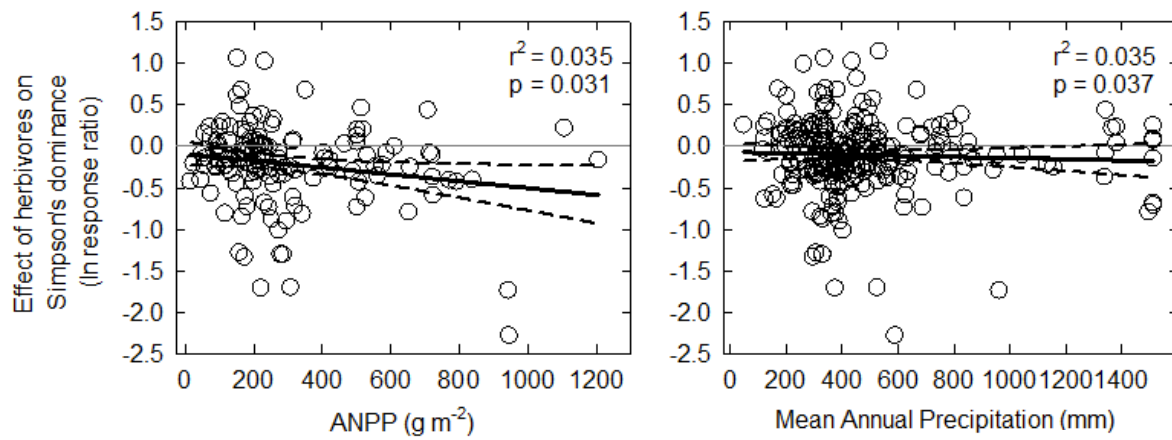 Effect of herbivores on
Simpson's dominance
(ln response ratio)
1.5
1.0
0.5
0.0
-0.5
-1.0
-1.5
-2.0
-2.5
r² = 0.035
p = 0.031
0 200 400 600 800 1000 1200
ANPP (g m⁻²)
1.5
1.0
0.5
0.0
-0.5
-1.0
-1.5
-2.0
-2.5
r² = 0.035
p = 0.037
0 200 400 600 800 1000 1200 1400
Mean Annual Precipitation (mm)